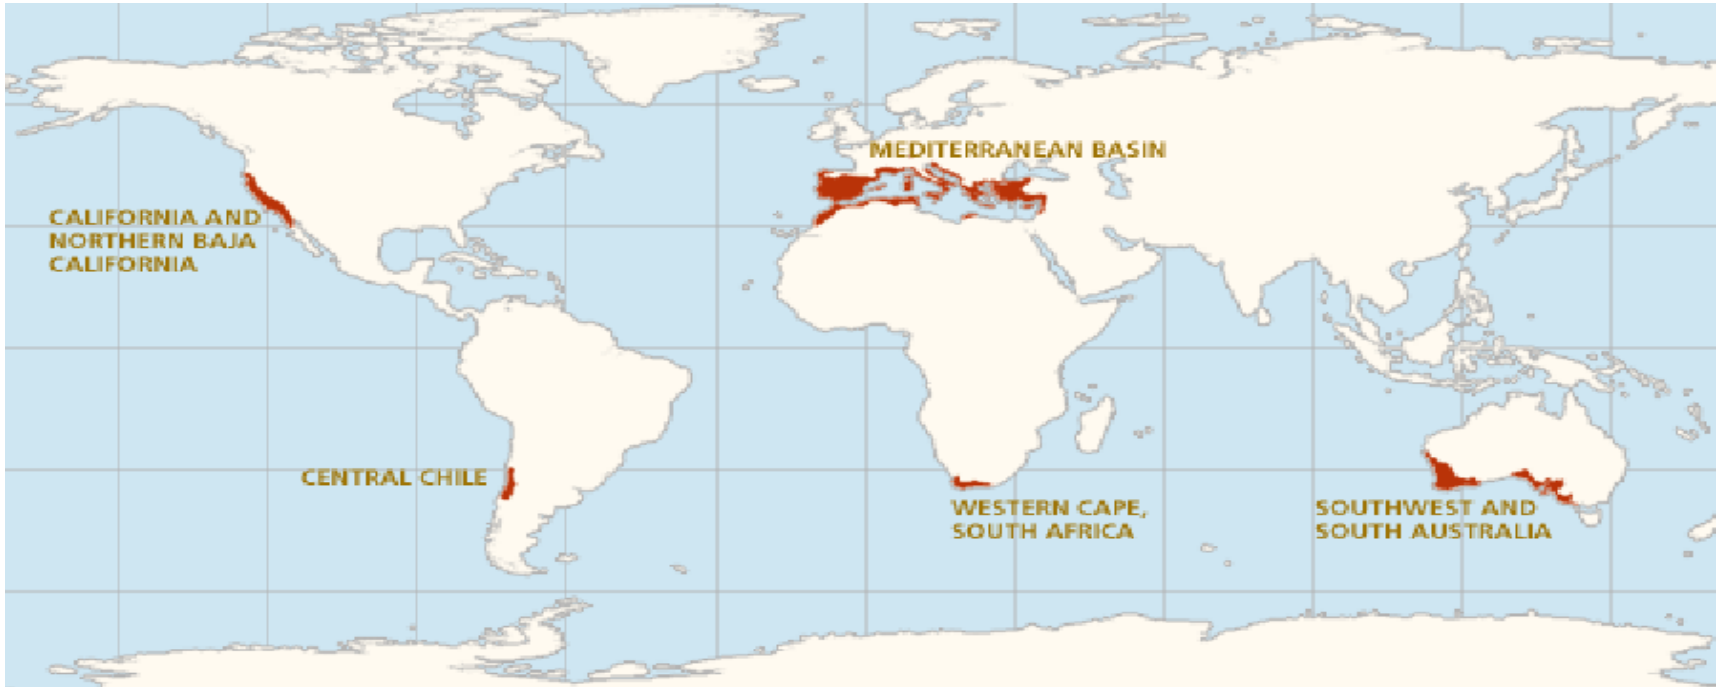 MEDITERRANEAN BASIN
CALIFORNIA AND
NORTHERN BAJA
CALIFORNIA
CENTRAL CHILE
WESTERN CAPE,
SOUTH AFRICA
SOUTHWEST AND
SOUTH AUSTRALIA